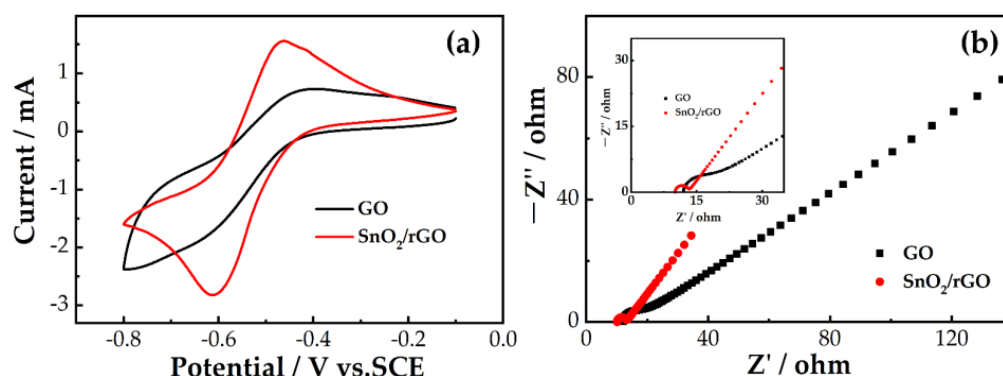 (a)
Current / mA
1
0
-1
-2
-3
GO
SnO₂/rGO
-0.8
-0.6
-0.4
-0.2
0.0
Potential / V vs.SCE
(b)
−Z'' / ohm
80
40
0
35
25
15
0
GO
SnO₂/rGO
−Z'' / ohm
0
15
30
Z' / ohm
GO
SnO₂/rGO
0
40
80
120
Z' / ohm